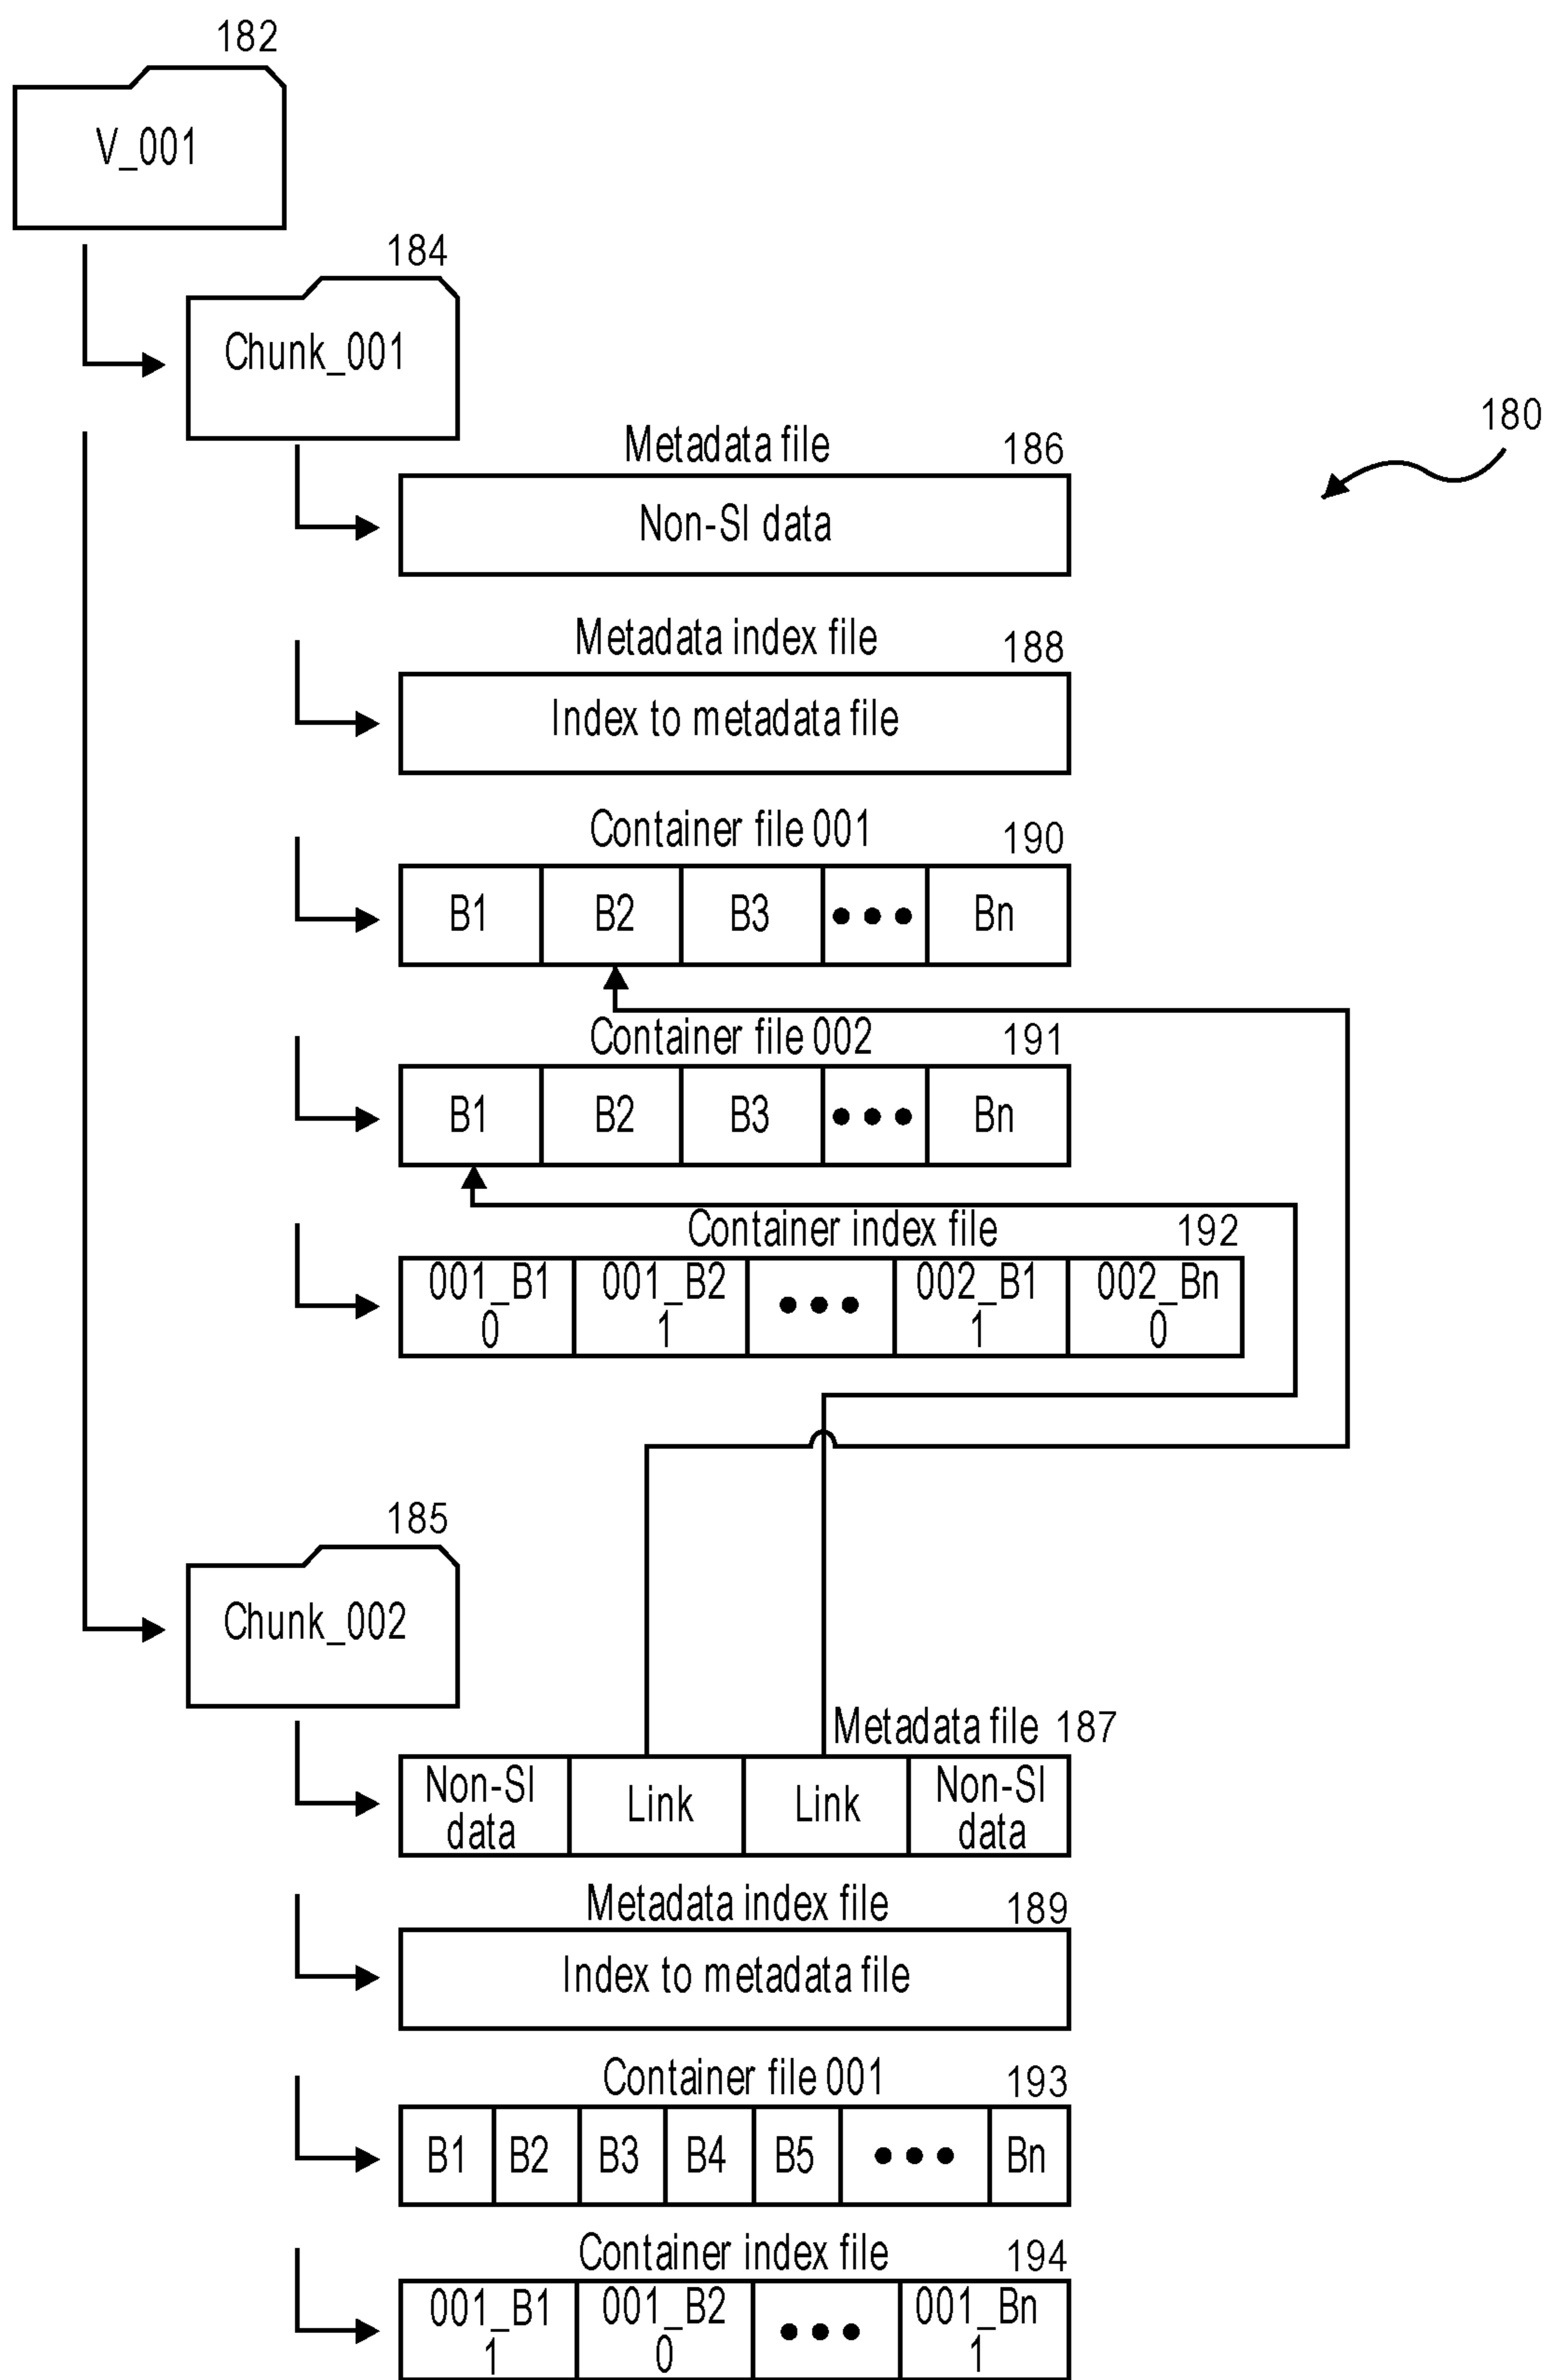 182
V_001
184
Chunk_001
180
Metadata file 186
Non-SI data
Metadata index file 188
Index to metadata file
Container file 001 190
B1 B2 B3 ••• Bn
Container file 002 191
B1 B2 B3 ••• Bn
Container index file 192
001_B1 001_B2 ••• 002_B1 002_Bn
0 1 1 0
185
Chunk_002
Metadata file 187
Non-SI Link Link Non-SI
data data
Metadata index file 189
Index to metadata file
Container file 001 193
B1 B2 B3 B4 B5 ••• Bn
Container index file 194
001_B1 001_B2 ••• 001_Bn
1 0 1